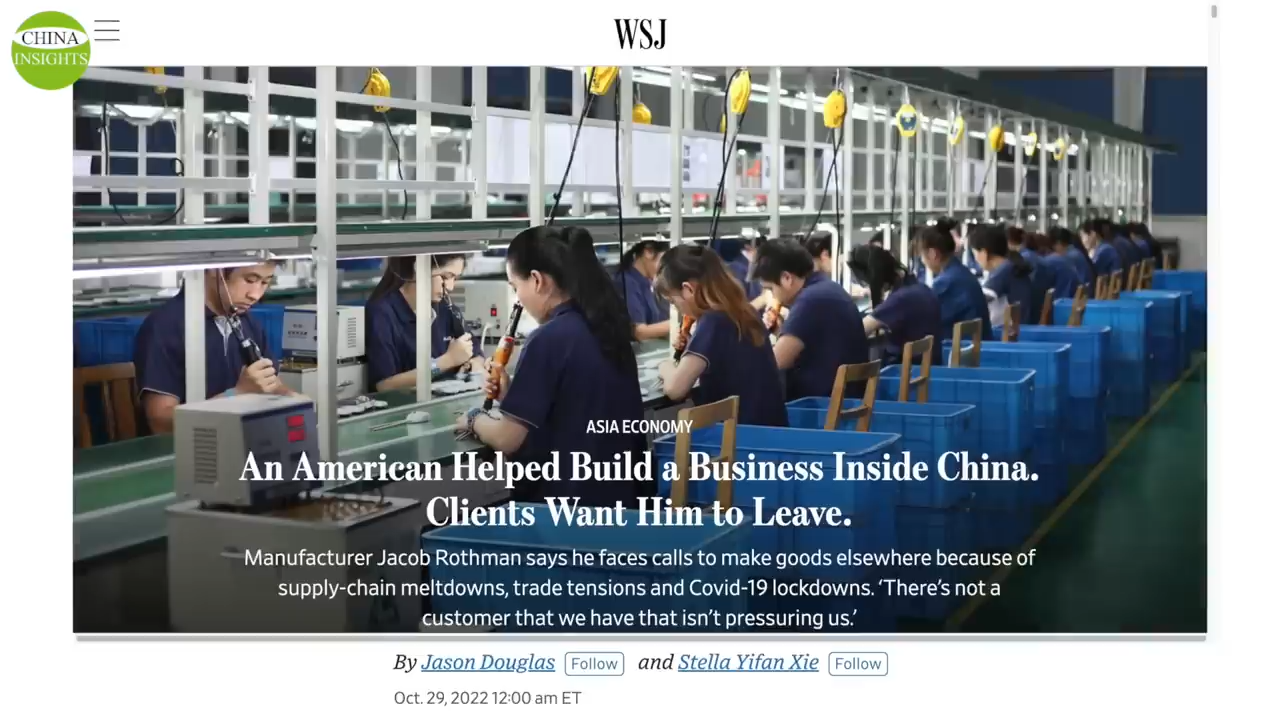 CHINA
INSIGHTS
WSJ
ASIA ECONOMY
An American Helped Build a Business Inside China.
Clients Want Him to Leave.
Manufacturer Jacob Rothman says he faces calls to make goods elsewhere because of
supply-chain meltdowns, trade tensions and Covid-19 lockdowns. ‘There’s not a
customer that we have that isn’t pressuring us.’
By Jason Douglas Follow and Stella Yifan Xie Follow
Oct. 29, 2022 12:00 am ET